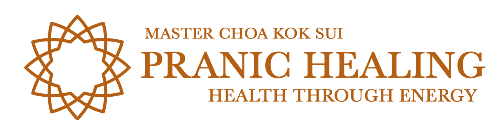 MASTER CHOA KOK SUI
PRANIC HEALING
HEALTH THROUGH ENERGY